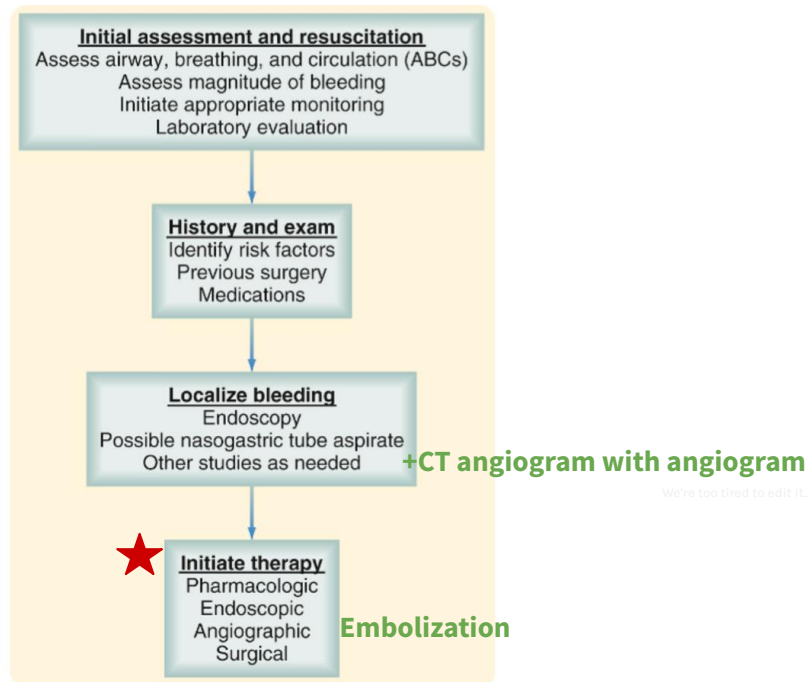 Initial assessment and resuscitation
Assess airway, breathing, and circulation (ABCs)
Assess magnitude of bleeding
Initiate appropriate monitoring
Laboratory evaluation
History and exam
Identify risk factors
Previous surgery
Medications
Localize bleeding
Endoscopy
Possible nasogastric tube aspirate
Other studies as needed
+CT angiogram with angiogram
We're too tired to edit it.
Initiate therapy
Pharmacologic
Endoscopic
Angiographic
Embolization
Surgical